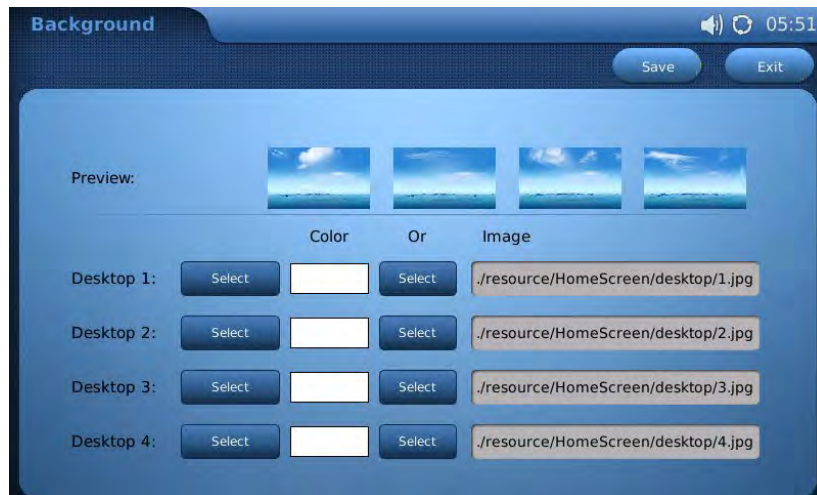 Background 05:51
Save Exit
Preview:
Color Or Image
Desktop 1: Select Select ./resource/HomeScreen/desktop/1.jpg
Desktop 2: Select Select ./resource/HomeScreen/desktop/2.jpg
Desktop 3: Select Select ./resource/HomeScreen/desktop/3.jpg
Desktop 4: Select Select ./resource/HomeScreen/desktop/4.jpg